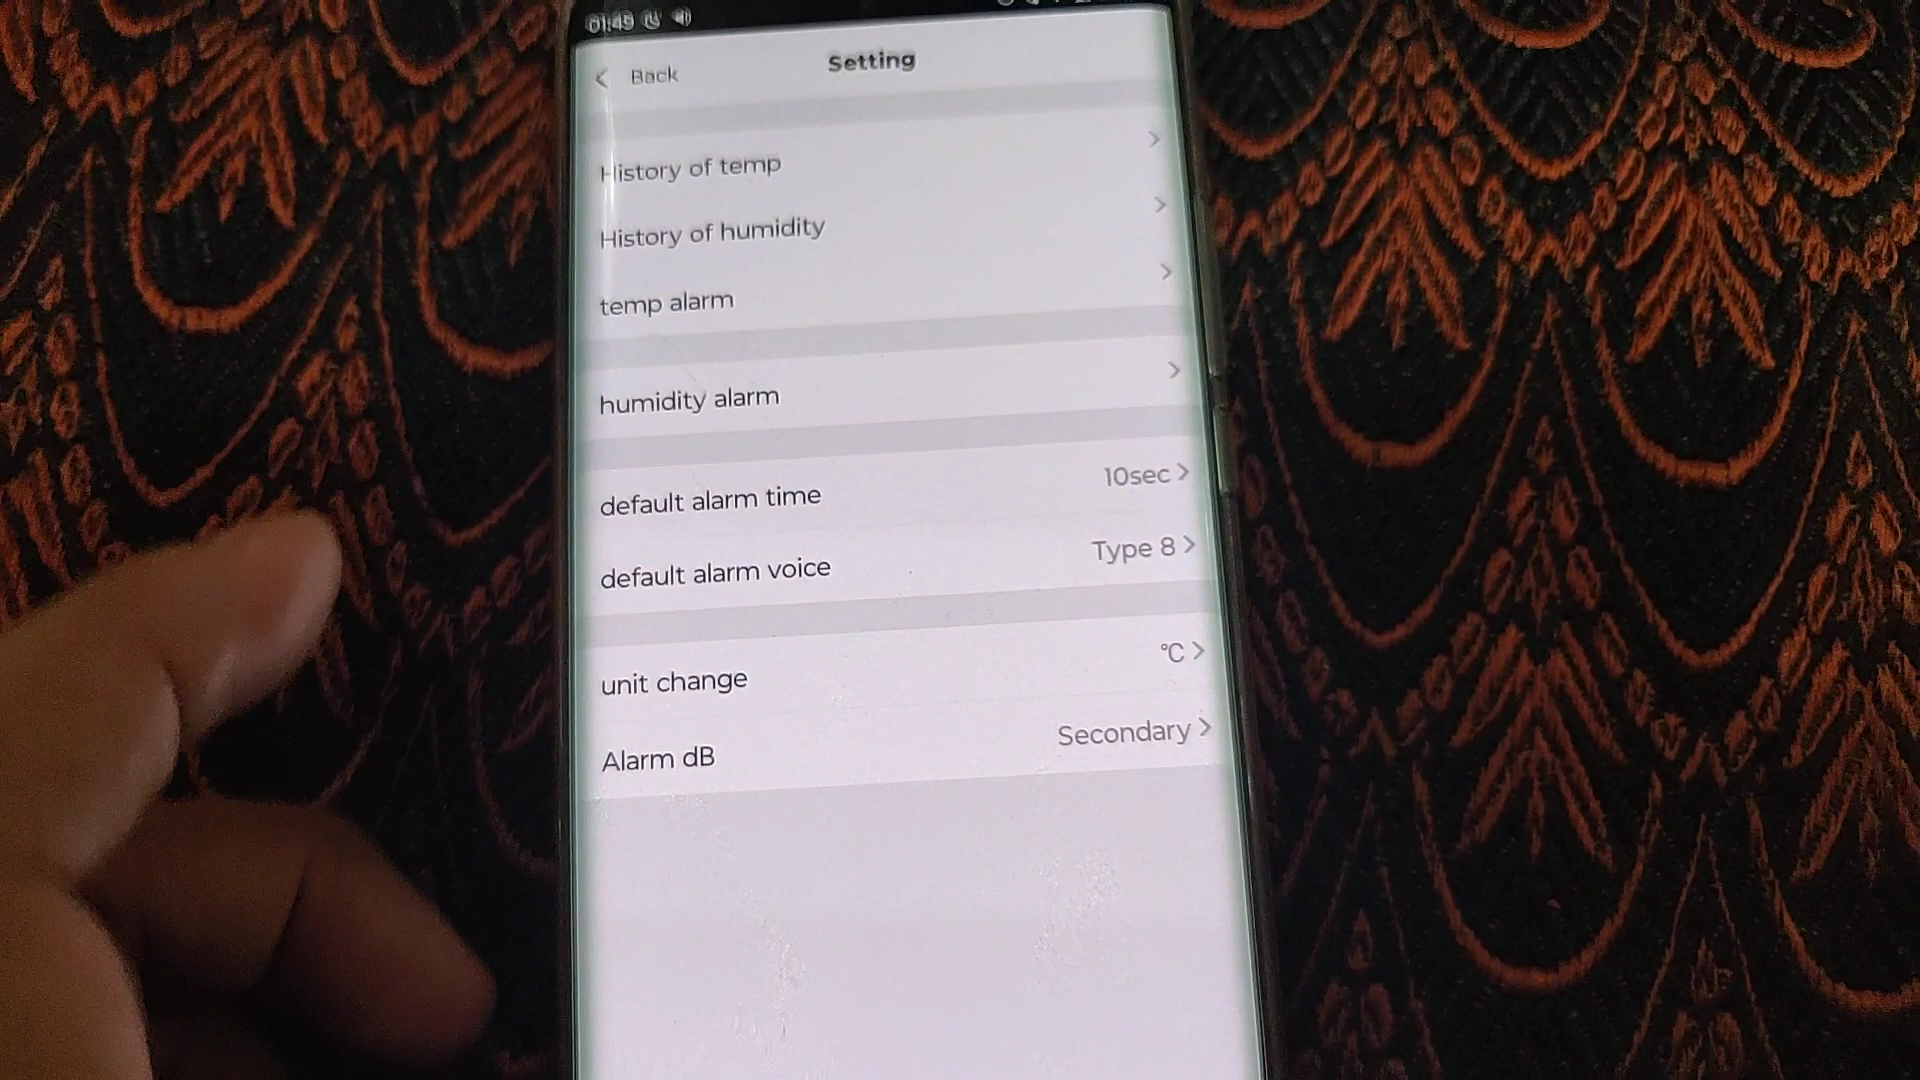 01:49
Back
Setting
History of temp
History of humidity
temp alarm
humidity alarm
default alarm time 10sec
default alarm voice Type 8
unit change °C
Alarm dB Secondary